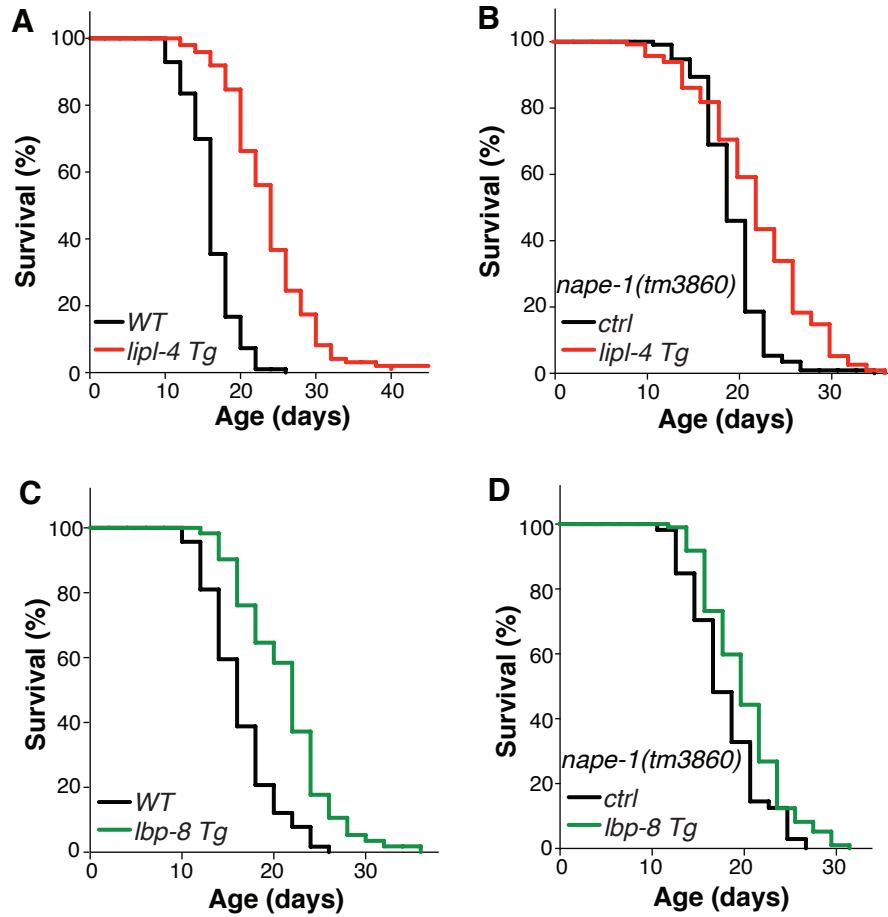 A
Survival (%)
100
80
60
40
20
0
WT
lipl-4 Tg
0 10 20 30 40
Age (days)
B
Survival (%)
100
80
60
40
20
0
nape-1(tm3860)
ctrl
lipl-4 Tg
0 10 20 30
Age (days)
C
Survival (%)
100
80
60
40
20
0
WT
lbp-8 Tg
0 10 20 30
Age (days)
D
Survival (%)
100
80
60
40
20
0
nape-1(tm3860)
ctrl
lbp-8 Tg
0 10 20 30
Age (days)